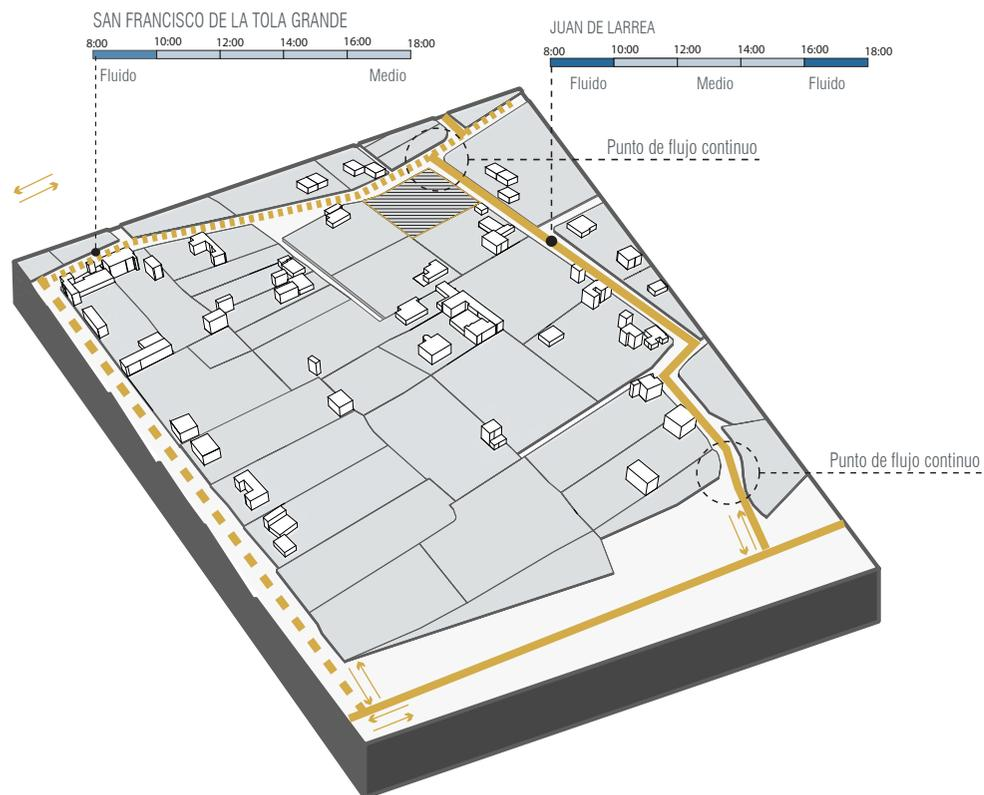 SAN FRANCISCO DE LA TOLA GRANDE
8:00 10:00 12:00 14:00 16:00 18:00
Fluido Medio
JUAN DE LARREA
8:00 10:00 12:00 14:00 16:00 18:00
Fluido Medio Fluido
Punto de flujo continuo
Punto de flujo continuo